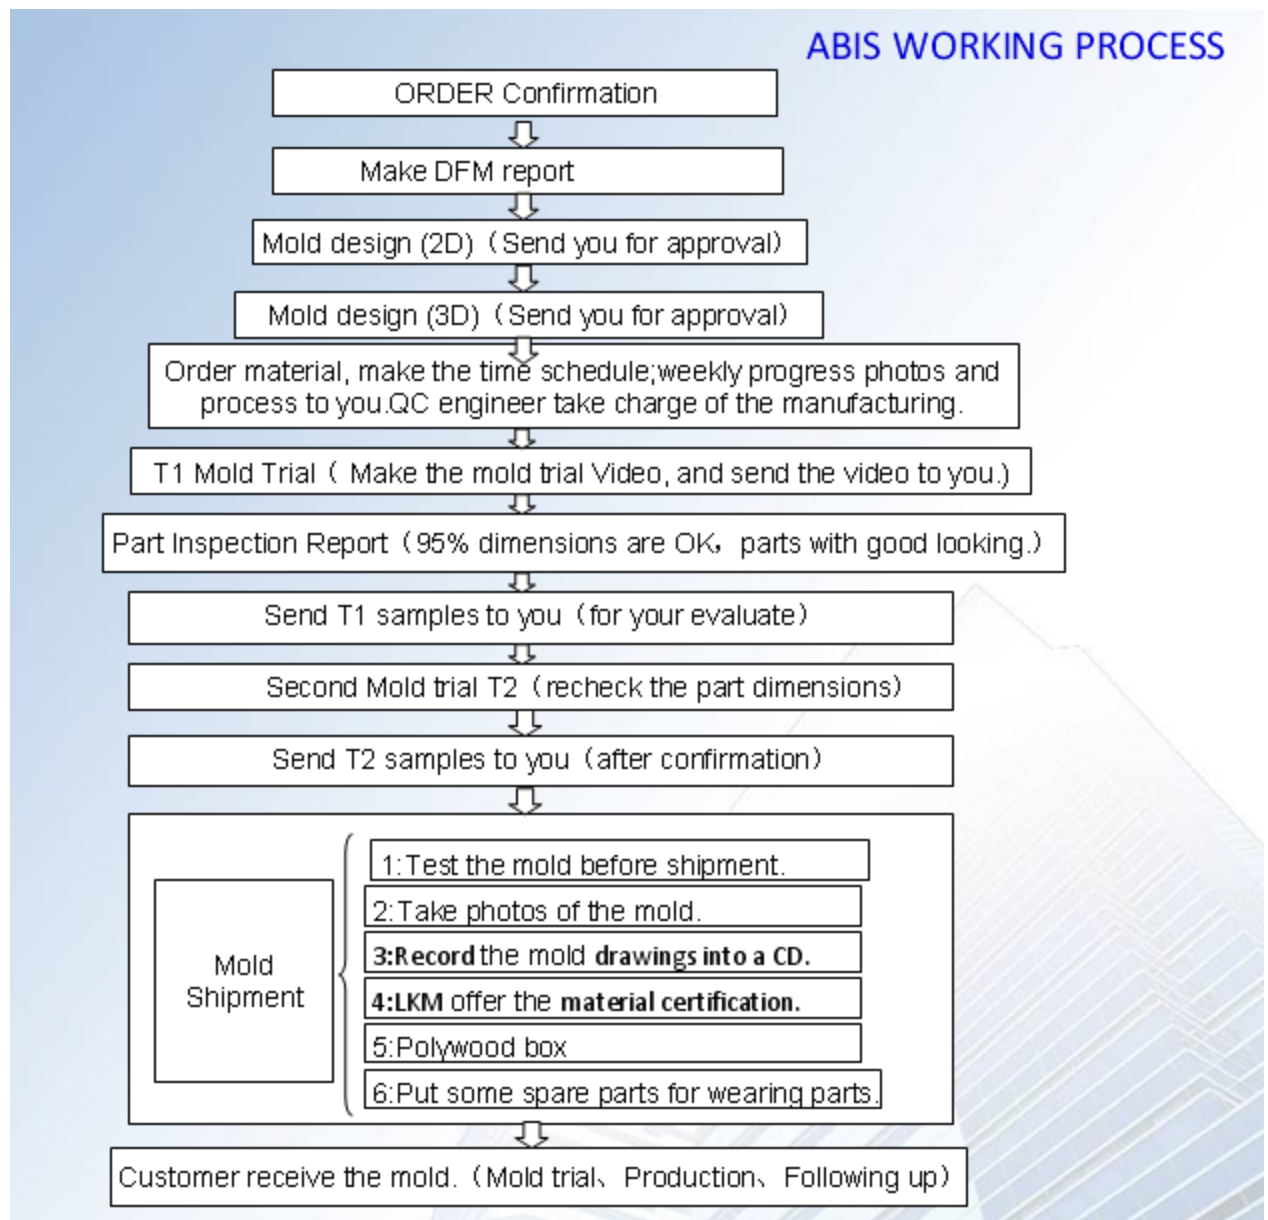 ABIS WORKING PROCESS
ORDER Confirmation
Make DFM report
Mold design (2D)（Send you for approval）
Mold design (3D)（Send you for approval）
Order material, make the time schedule;weekly progress photos and
process to you.QC engineer take charge of the manufacturing.
T1 Mold Trial（ Make the mold trial Video, and send the video to you.)
Part Inspection Report（95% dimensions are OK，parts with good looking.）
Send T1 samples to you（for your evaluate）
Second Mold trial T2（recheck the part dimensions）
Send T2 samples to you（after confirmation）
Mold
Shipment
1:Test the mold before shipment.
2:Take photos of the mold.
3:Record the mold drawings into a CD.
4:LKM offer the material certification.
5:Polywood box
6:Put some spare parts for wearing parts.
Customer receive the mold.（Mold trial、Production、Following up）